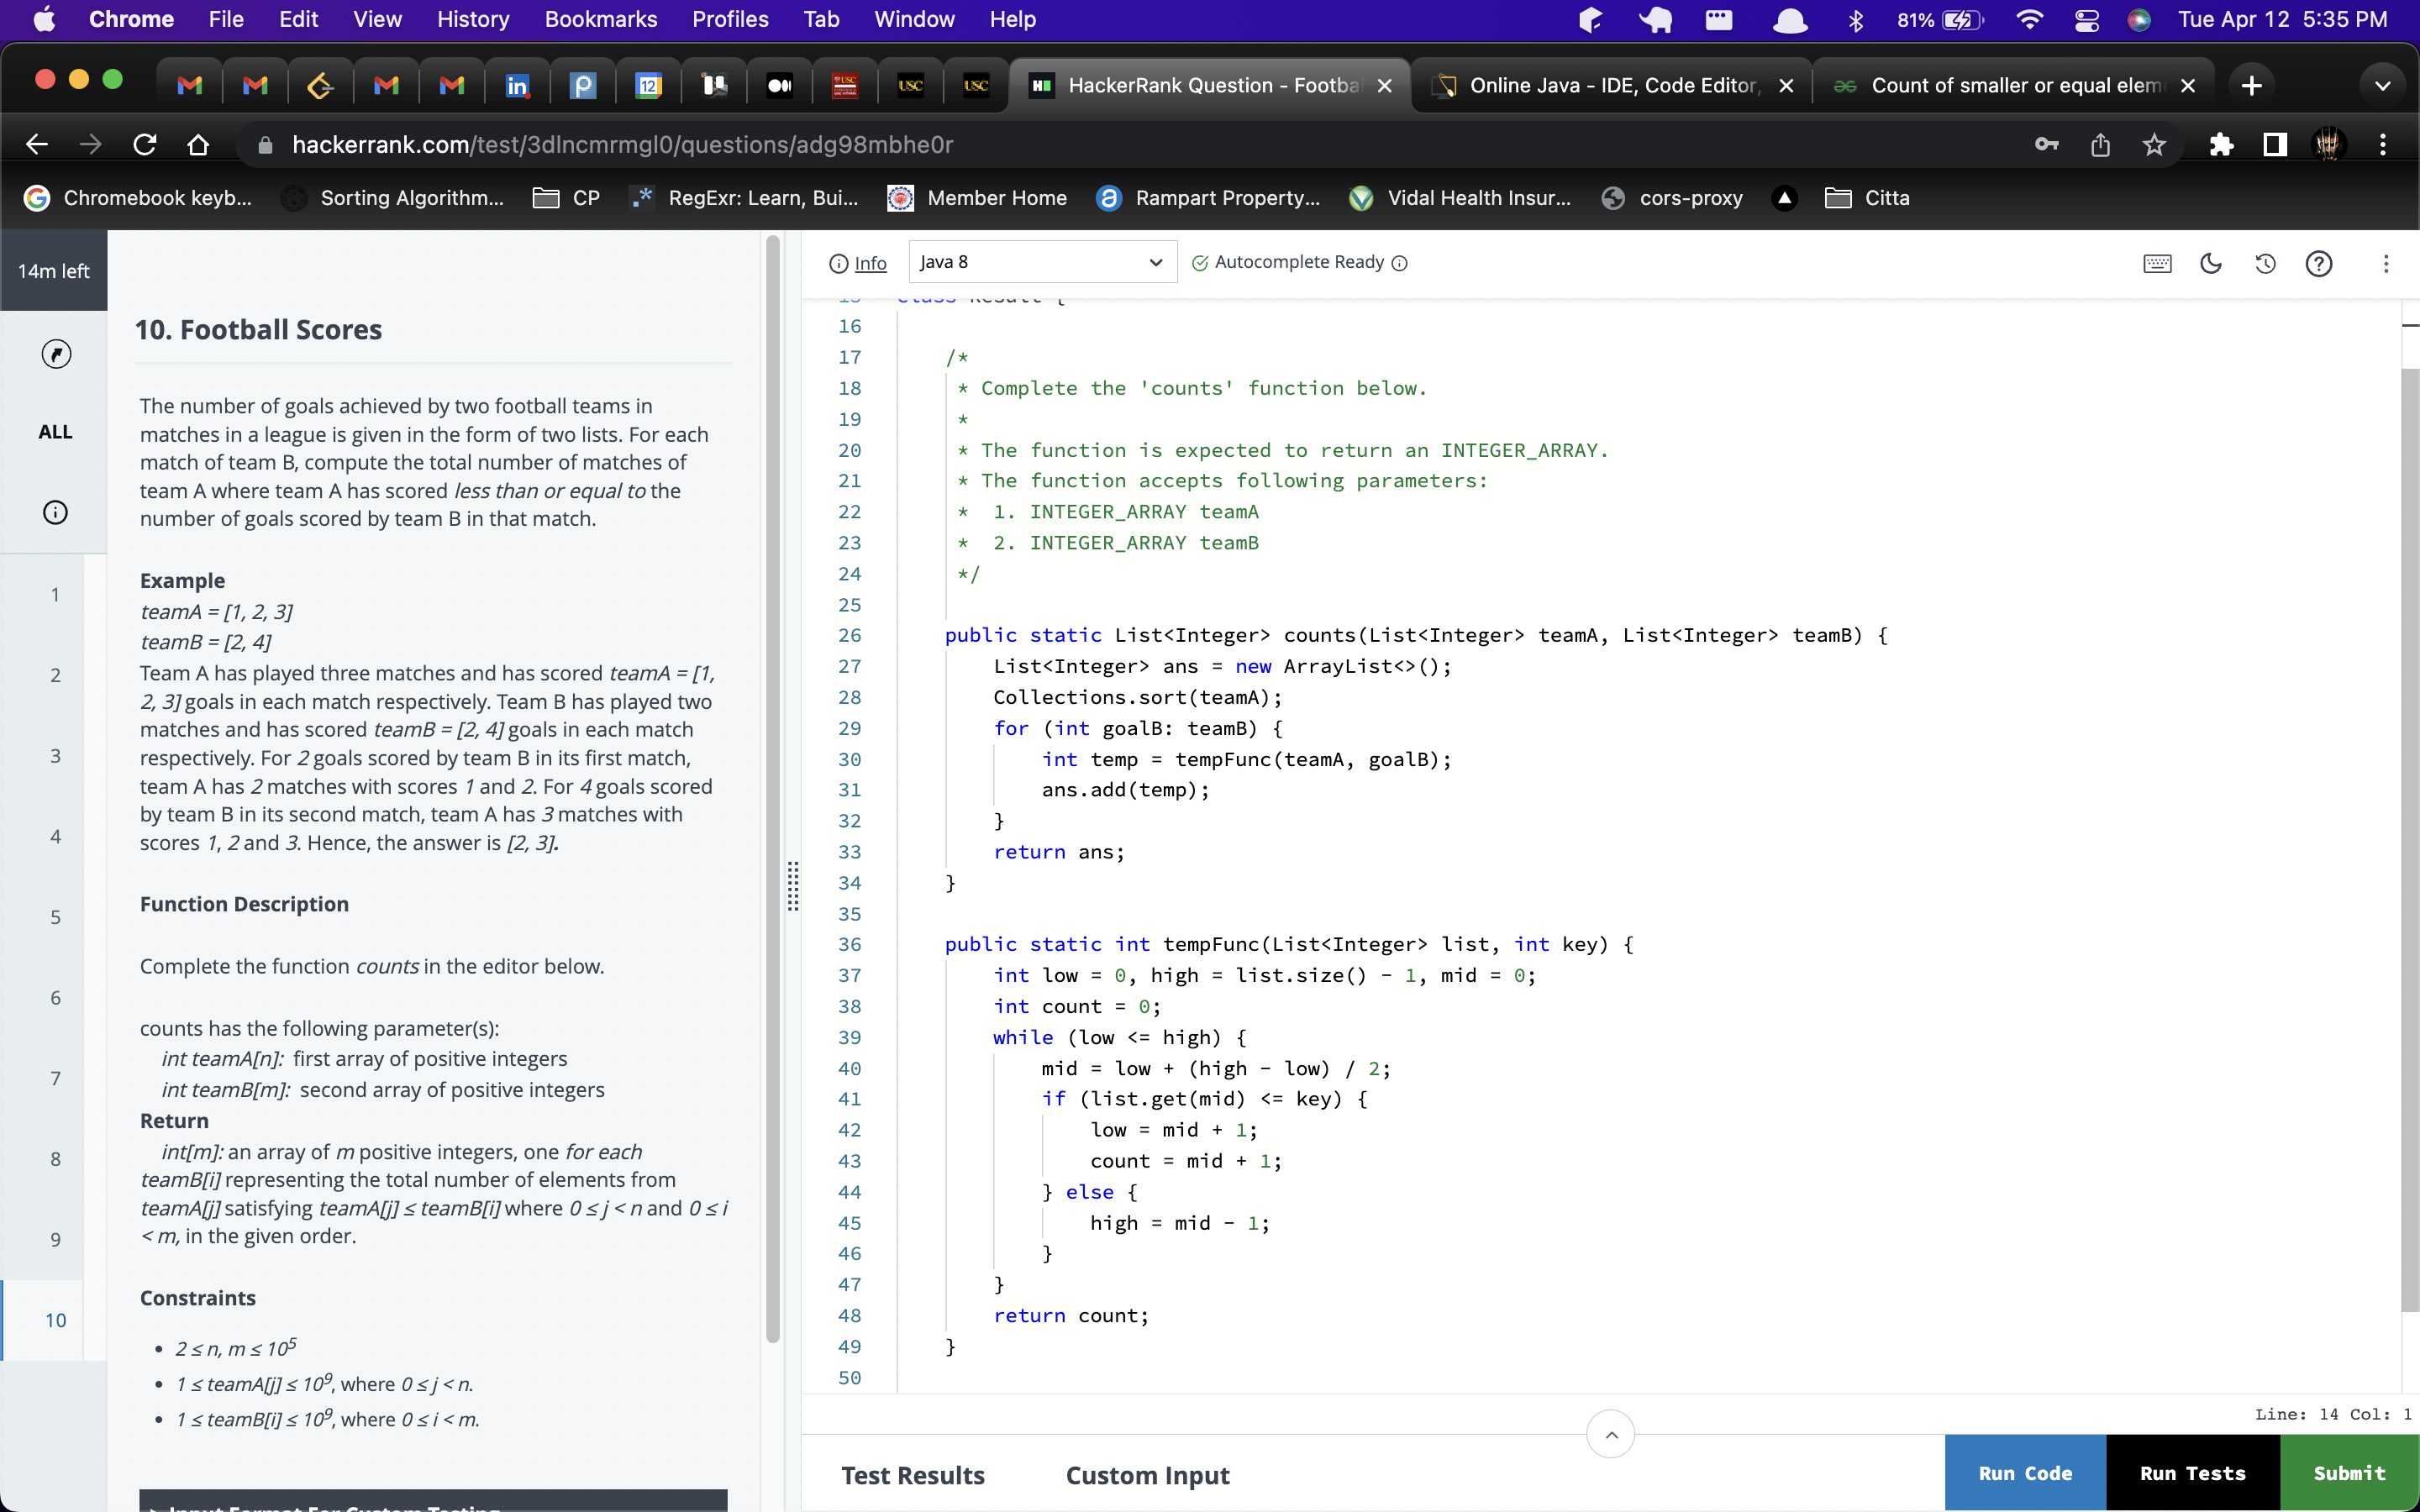 Chrome File Edit View History Bookmarks Profiles Tab Window Help 81% Tue Apr 12 5:35 PM
HackerRank Question - Footba Online Java - IDE, Code Editor, Count of smaller or equal elem
hackerrank.com/test/3dlncmrmgl0/questions/adg98mbhe0r
Chromebook keyb... Sorting Algorithm... CP RegExr: Learn, Bui... Member Home Rampart Property... Vidal Health Insur... cors-proxy Citta
14m left
ALL
1
2
3
4
5
6
7
8
9
10
10. Football Scores
The number of goals achieved by two football teams in
matches in a league is given in the form of two lists. For each
match of team B, compute the total number of matches of
team A where team A has scored less than or equal to the
number of goals scored by team B in that match.
Example
teamA = [1, 2, 3]
teamB = [2, 4]
Team A has played three matches and has scored teamA = [1,
2, 3] goals in each match respectively. Team B has played two
matches and has scored teamB = [2, 4] goals in each match
respectively. For 2 goals scored by team B in its first match,
team A has 2 matches with scores 1 and 2. For 4 goals scored
by team B in its second match, team A has 3 matches with
scores 1, 2 and 3. Hence, the answer is [2, 3].
Function Description
Complete the function counts in the editor below.
counts has the following parameter(s):
int teamA[n]: first array of positive integers
int teamB[m]: second array of positive integers
Return
int[m]: an array of m positive integers, one for each
teamB[i] representing the total number of elements from
teamA[j] satisfying teamA[j] ≤ teamB[i] where 0 ≤ j < n and 0 ≤ i
< m, in the given order.
Constraints
• 2 ≤ n, m ≤ 10⁵
• 1 ≤ teamA[j] ≤ 10⁹, where 0 ≤ j < n.
• 1 ≤ teamB[i] ≤ 10⁹, where 0 ≤ i < m.
Input Format For Custom Testing
Info Java 8 Autocomplete Ready
15 class Result {
16
17 /*
18 * Complete the 'counts' function below.
19 *
20 * The function is expected to return an INTEGER_ARRAY.
21 * The function accepts following parameters:
22 * 1. INTEGER_ARRAY teamA
23 * 2. INTEGER_ARRAY teamB
24 */
25
26 public static List<Integer> counts(List<Integer> teamA, List<Integer> teamB) {
27 List<Integer> ans = new ArrayList<>();
28 Collections.sort(teamA);
29 for (int goalB: teamB) {
30 int temp = tempFunc(teamA, goalB);
31 ans.add(temp);
32 }
33 return ans;
34 }
35
36 public static int tempFunc(List<Integer> list, int key) {
37 int low = 0, high = list.size() - 1, mid = 0;
38 int count = 0;
39 while (low <= high) {
40 mid = low + (high - low) / 2;
41 if (list.get(mid) <= key) {
42 low = mid + 1;
43 count = mid + 1;
44 } else {
45 high = mid - 1;
46 }
47 }
48 return count;
49 }
50
Line: 14 Col: 1
Test Results Custom Input Run Code Run Tests Submit